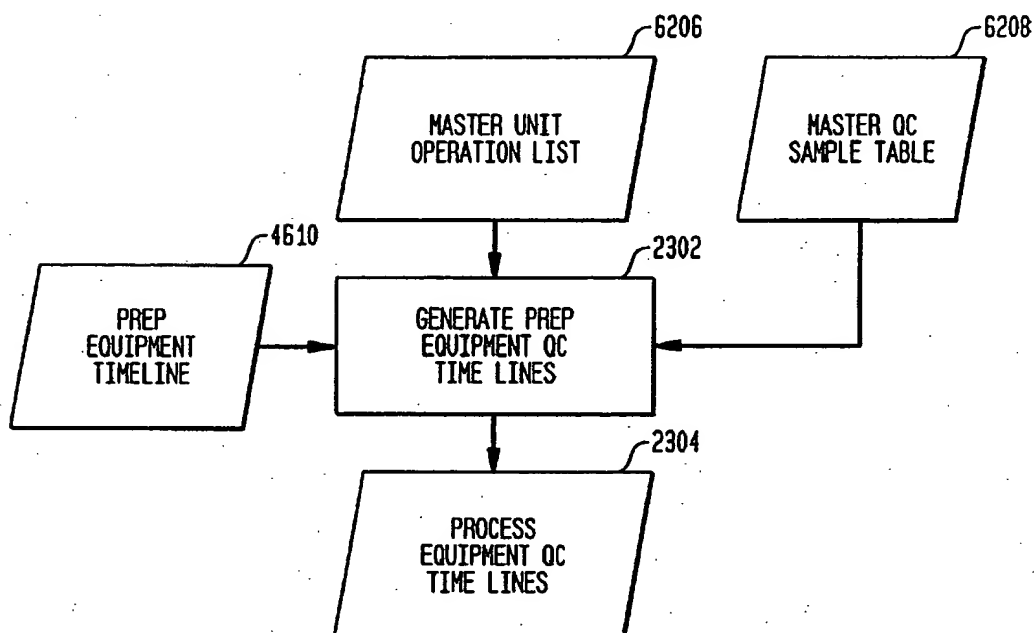 6206
6208
MASTER UNIT
OPERATION LIST
MASTER QC
SAMPLE TABLE
4610
2302
PREP
EQUIPMENT
TIMELINE
GENERATE PREP
EQUIPMENT QC
TIME LINES
2304
PROCESS
EQUIPMENT QC
TIME LINES